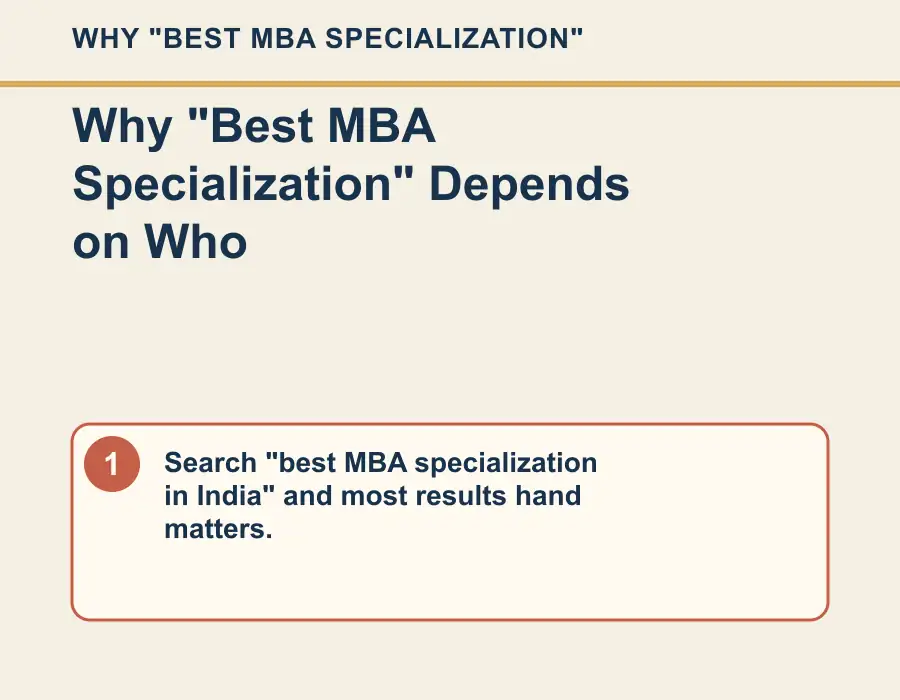 WHY "BEST MBA SPECIALIZATION"
Why "Best MBA
Specialization" Depends
on Who
1
Search "best MBA specialization
in India" and most results hand
matters.